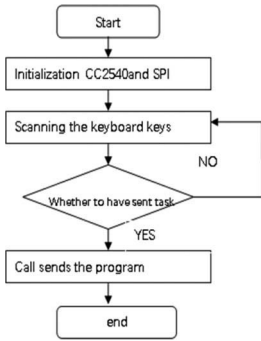 Start
Initialization CC2540and SPI
Scanning the keyboard keys
NO
Whether to have sent task
YES
Call sends the program
end